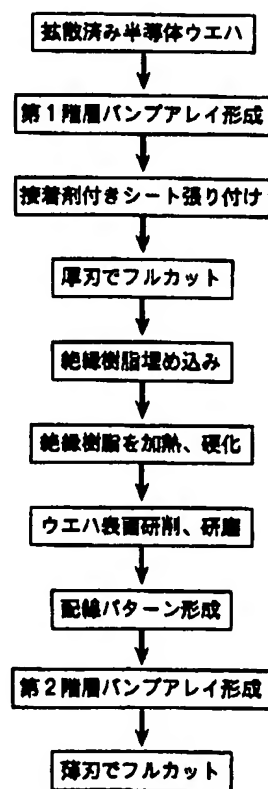 拡散済み半導体ウエハ
第1階層バンプアレイ形成
接着剤付きシート張り付け
厚刃でフルカット
絶縁樹脂埋め込み
絶縁樹脂を加熱、硬化
ウエハ表面研削、研磨
配線パターン形成
第2階層バンプアレイ形成
薄刃でフルカット